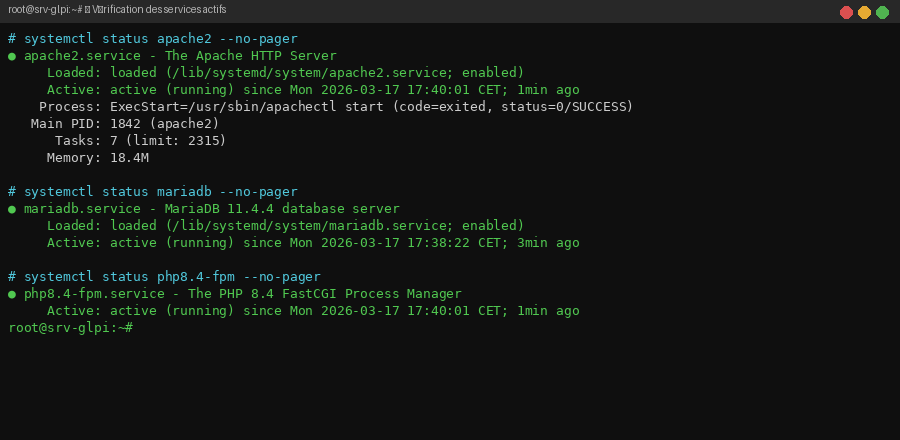 root@srv-glpi:~# Vrification des services actifs
# systemctl status apache2 --no-pager
● apache2.service - The Apache HTTP Server
Loaded: loaded (/lib/systemd/system/apache2.service; enabled)
Active: active (running) since Mon 2026-03-17 17:40:01 CET; 1min ago
Process: ExecStart=/usr/sbin/apachectl start (code=exited, status=0/SUCCESS)
Main PID: 1842 (apache2)
Tasks: 7 (limit: 2315)
Memory: 18.4M
# systemctl status mariadb --no-pager
● mariadb.service - MariaDB 11.4.4 database server
Loaded: loaded (/lib/systemd/system/mariadb.service; enabled)
Active: active (running) since Mon 2026-03-17 17:38:22 CET; 3min ago
# systemctl status php8.4-fpm --no-pager
● php8.4-fpm.service - The PHP 8.4 FastCGI Process Manager
Active: active (running) since Mon 2026-03-17 17:40:01 CET; 1min ago
root@srv-glpi:~#